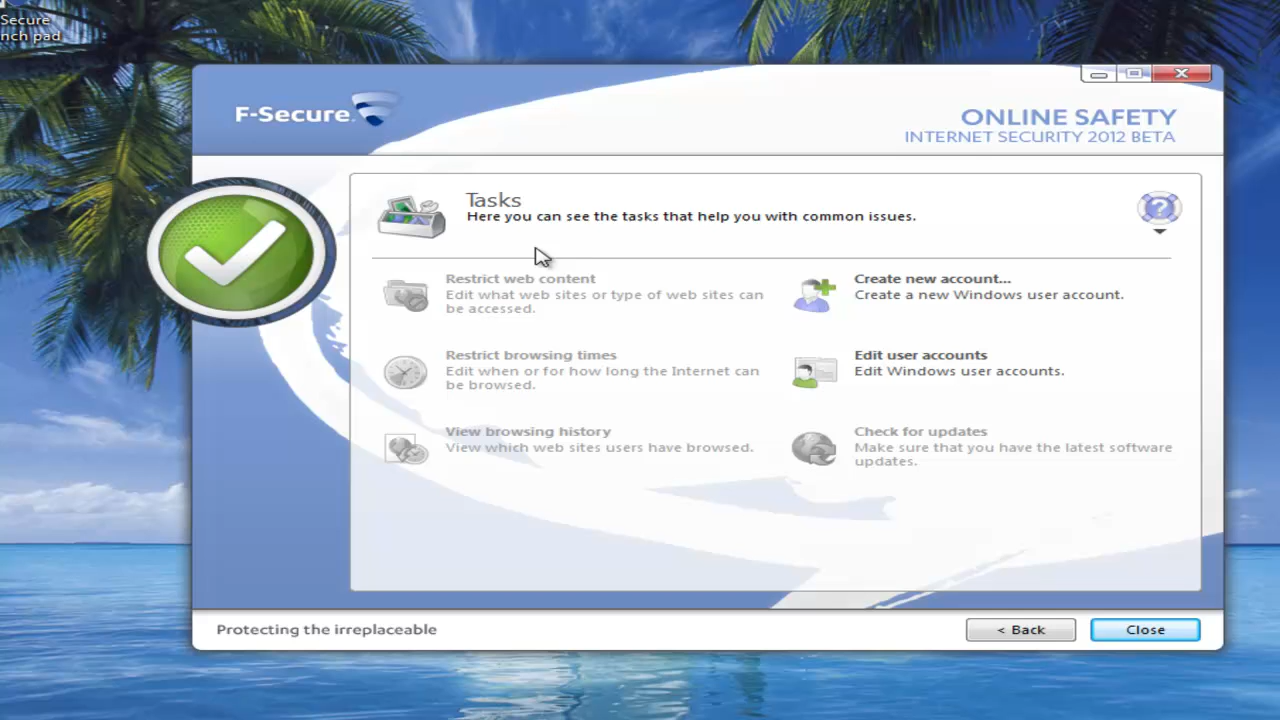 Secure
nch pad
F-Secure.
ONLINE SAFETY
INTERNET SECURITY 2012 BETA
Tasks
Here you can see the tasks that help you with common issues.
Restrict web content
Edit what web sites or type of web sites can
be accessed.
Create new account...
Create a new Windows user account.
Restrict browsing times
Edit when or for how long the Internet can
be browsed.
Edit user accounts
Edit Windows user accounts.
View browsing history
View which web sites users have browsed.
Check for updates
Make sure that you have the latest software
updates.
Protecting the irreplaceable
< Back
Close